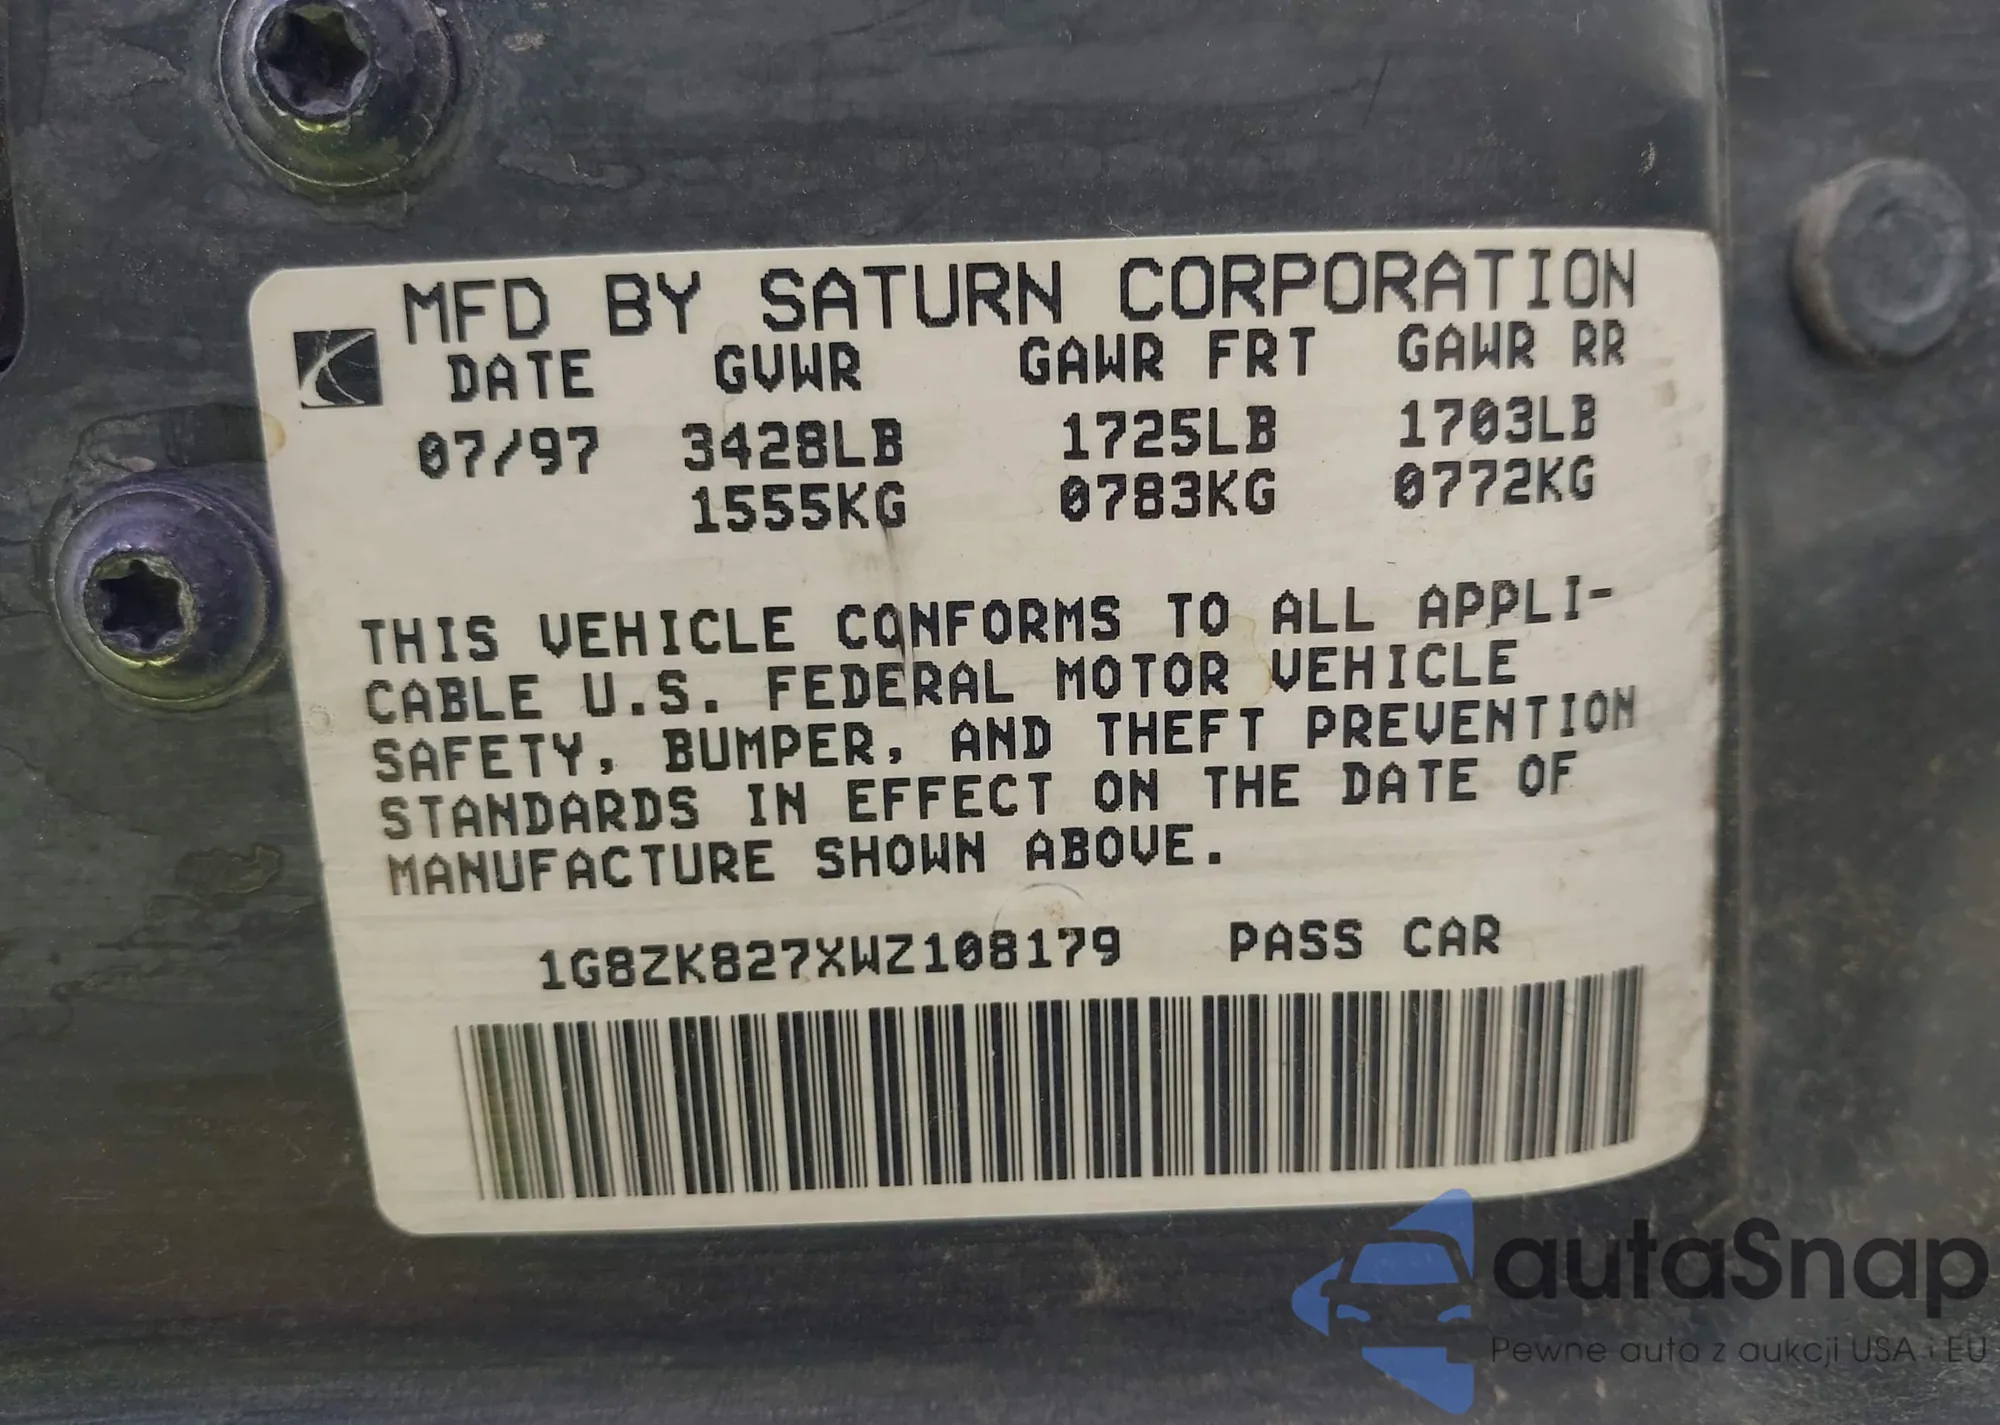 MFD BY SATURN CORPORATION
DATE GVWR GAWR FRT GAWR RR
07/97 3428LB 1725LB 1703LB
1555KG 0783KG 0772KG
THIS VEHICLE CONFORMS TO ALL APPLI-
CABLE U.S. FEDERAL MOTOR VEHICLE
SAFETY, BUMPER, AND THEFT PREVENTION
STANDARDS IN EFFECT ON THE DATE OF
MANUFACTURE SHOWN ABOVE.
1G8ZK827XWZ108179 PASS CAR
autaSnap
Pewne auto z aukcji USA i EU